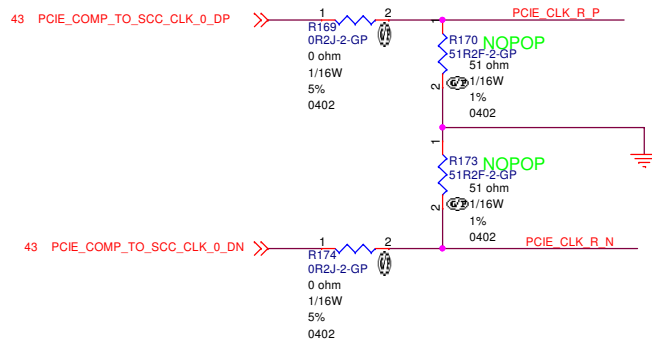 43 PCIE_COMP_TO_SCC_CLK_0_DP
1
2
R169
0R2J-2-GP
0 ohm
1/16W
5%
0402
PCIE_CLK_R_P
1
R170
NOPOP
51R2F-2-GP
51 ohm
2
1/16W
1%
0402
1
R173
NOPOP
51R2F-2-GP
51 ohm
2
1/16W
1%
0402
43 PCIE_COMP_TO_SCC_CLK_0_DN
1
2
R174
0R2J-2-GP
0 ohm
1/16W
5%
0402
PCIE_CLK_R_N